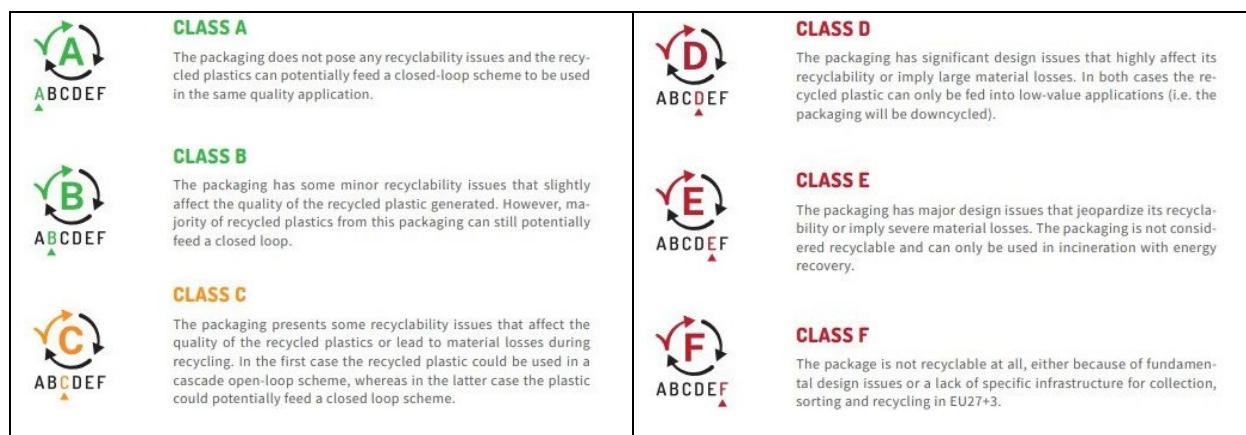 A
ABCDEF
CLASS A
The packaging does not pose any recyclability issues and the recy-
cled plastics can potentially feed a closed-loop scheme to be used
in the same quality application.
B
ABCDEF
CLASS B
The packaging has some minor recyclability issues that slightly
affect the quality of the recycled plastic generated. However, ma-
jority of recycled plastics from this packaging can still potentially
feed a closed loop.
C
ABCDEF
CLASS C
The packaging presents some recyclability issues that affect the
quality of the recycled plastics or lead to material losses during
recycling. In the first case the recycled plastic could be used in a
cascade open-loop scheme, whereas in the latter case the plastic
could potentially feed a closed loop scheme.
D
ABCDEF
CLASS D
The packaging has significant design issues that highly affect its
recyclability or imply large material losses. In both cases the re-
cycled plastic can only be fed into low-value applications (i.e. the
packaging will be downcycled).
E
ABCDEF
CLASS E
The packaging has major design issues that jeopardize its recycla-
bility or imply severe material losses. The packaging is not consid-
ered recyclable and can only be used in incineration with energy
recovery.
F
ABCDEF
CLASS F
The package is not recyclable at all, either because of fundamen-
tal design issues or a lack of specific infrastructure for collection,
sorting and recycling in EU27+3.